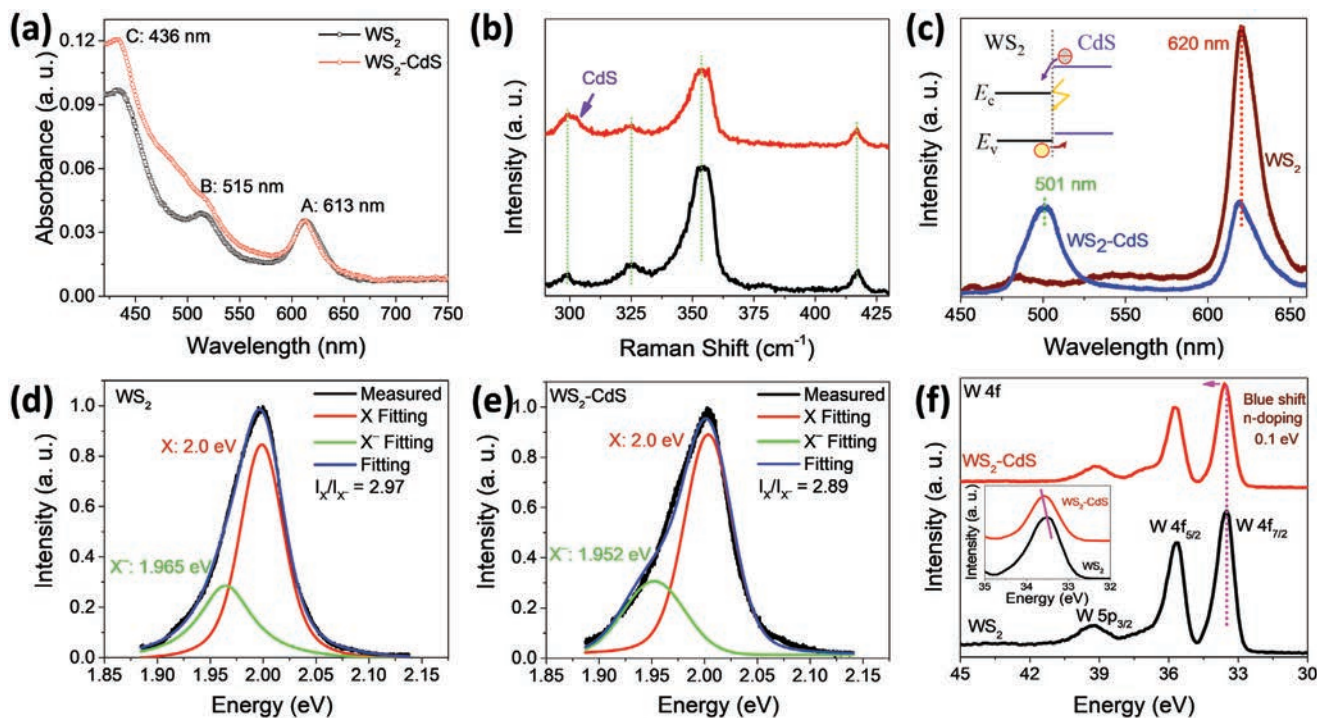 (a)
WS₂
WS₂-CdS
C: 436 nm
B: 515 nm
A: 613 nm
0.12
0.09
0.06
0.03
0.00
Absorbance (a. u.)
450 500 550 600 650 700 750
Wavelength (nm)
(b)
CdS
Intensity (a. u.)
300 325 350 375 400 425
Raman Shift (cm⁻¹)
(c)
WS₂ CdS
E_c
E_v
620 nm
501 nm
WS₂
WS₂-CdS
Intensity (a. u.)
450 500 550 600 650
Wavelength (nm)
(d)
WS₂
Measured
X Fitting
X⁻ Fitting
Fitting
I_X/I_X⁻ = 2.97
X: 2.0 eV
X⁻: 1.965 eV
1.0
0.8
0.6
0.4
0.2
0.0
Intensity (a. u.)
1.85 1.90 1.95 2.00 2.05 2.10 2.15
Energy (eV)
(e)
WS₂-CdS
Measured
X Fitting
X⁻ Fitting
Fitting
I_X/I_X⁻ = 2.89
X: 2.0 eV
X⁻: 1.952 eV
1.0
0.8
0.6
0.4
0.2
0.0
Intensity (a. u.)
1.85 1.90 1.95 2.00 2.05 2.10 2.15
Energy (eV)
(f)
W 4f
Blue shift
n-doping
0.1 eV
WS₂-CdS
WS₂-CdS
WS₂
Intensity (a. u.)
35 34 33 32
Energy (eV)
W 4f₅/₂
W 4f₇/₂
W 5p₃/₂
WS₂
Intensity (a. u.)
45 42 39 36 33 30
Energy (eV)